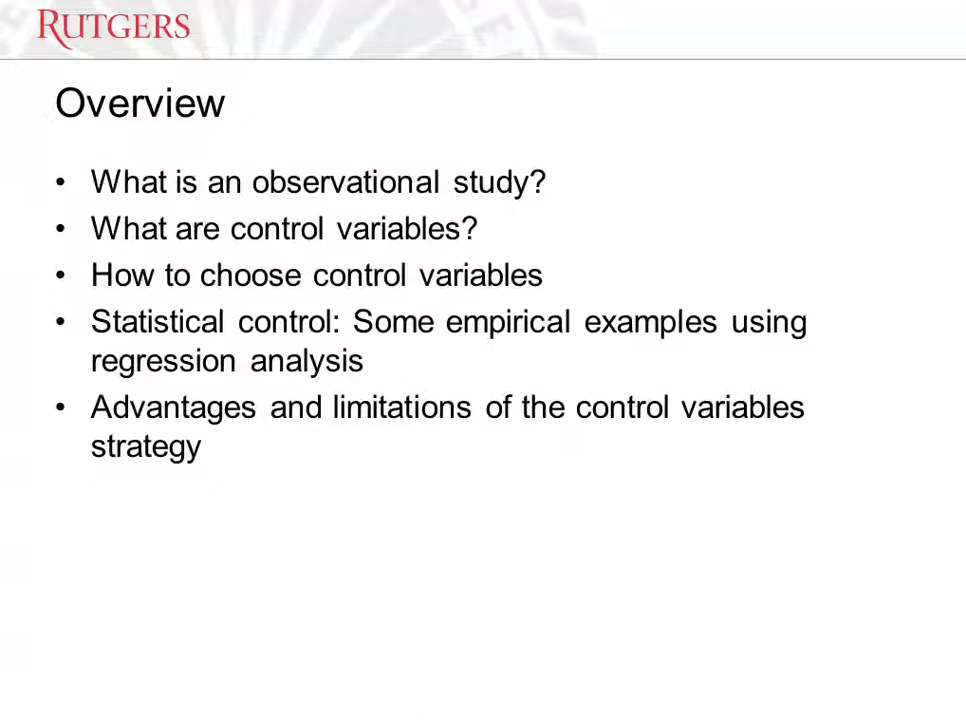 RUTGERS
Overview
• What is an observational study?
• What are control variables?
• How to choose control variables
• Statistical control: Some empirical examples using
regression analysis
• Advantages and limitations of the control variables
strategy